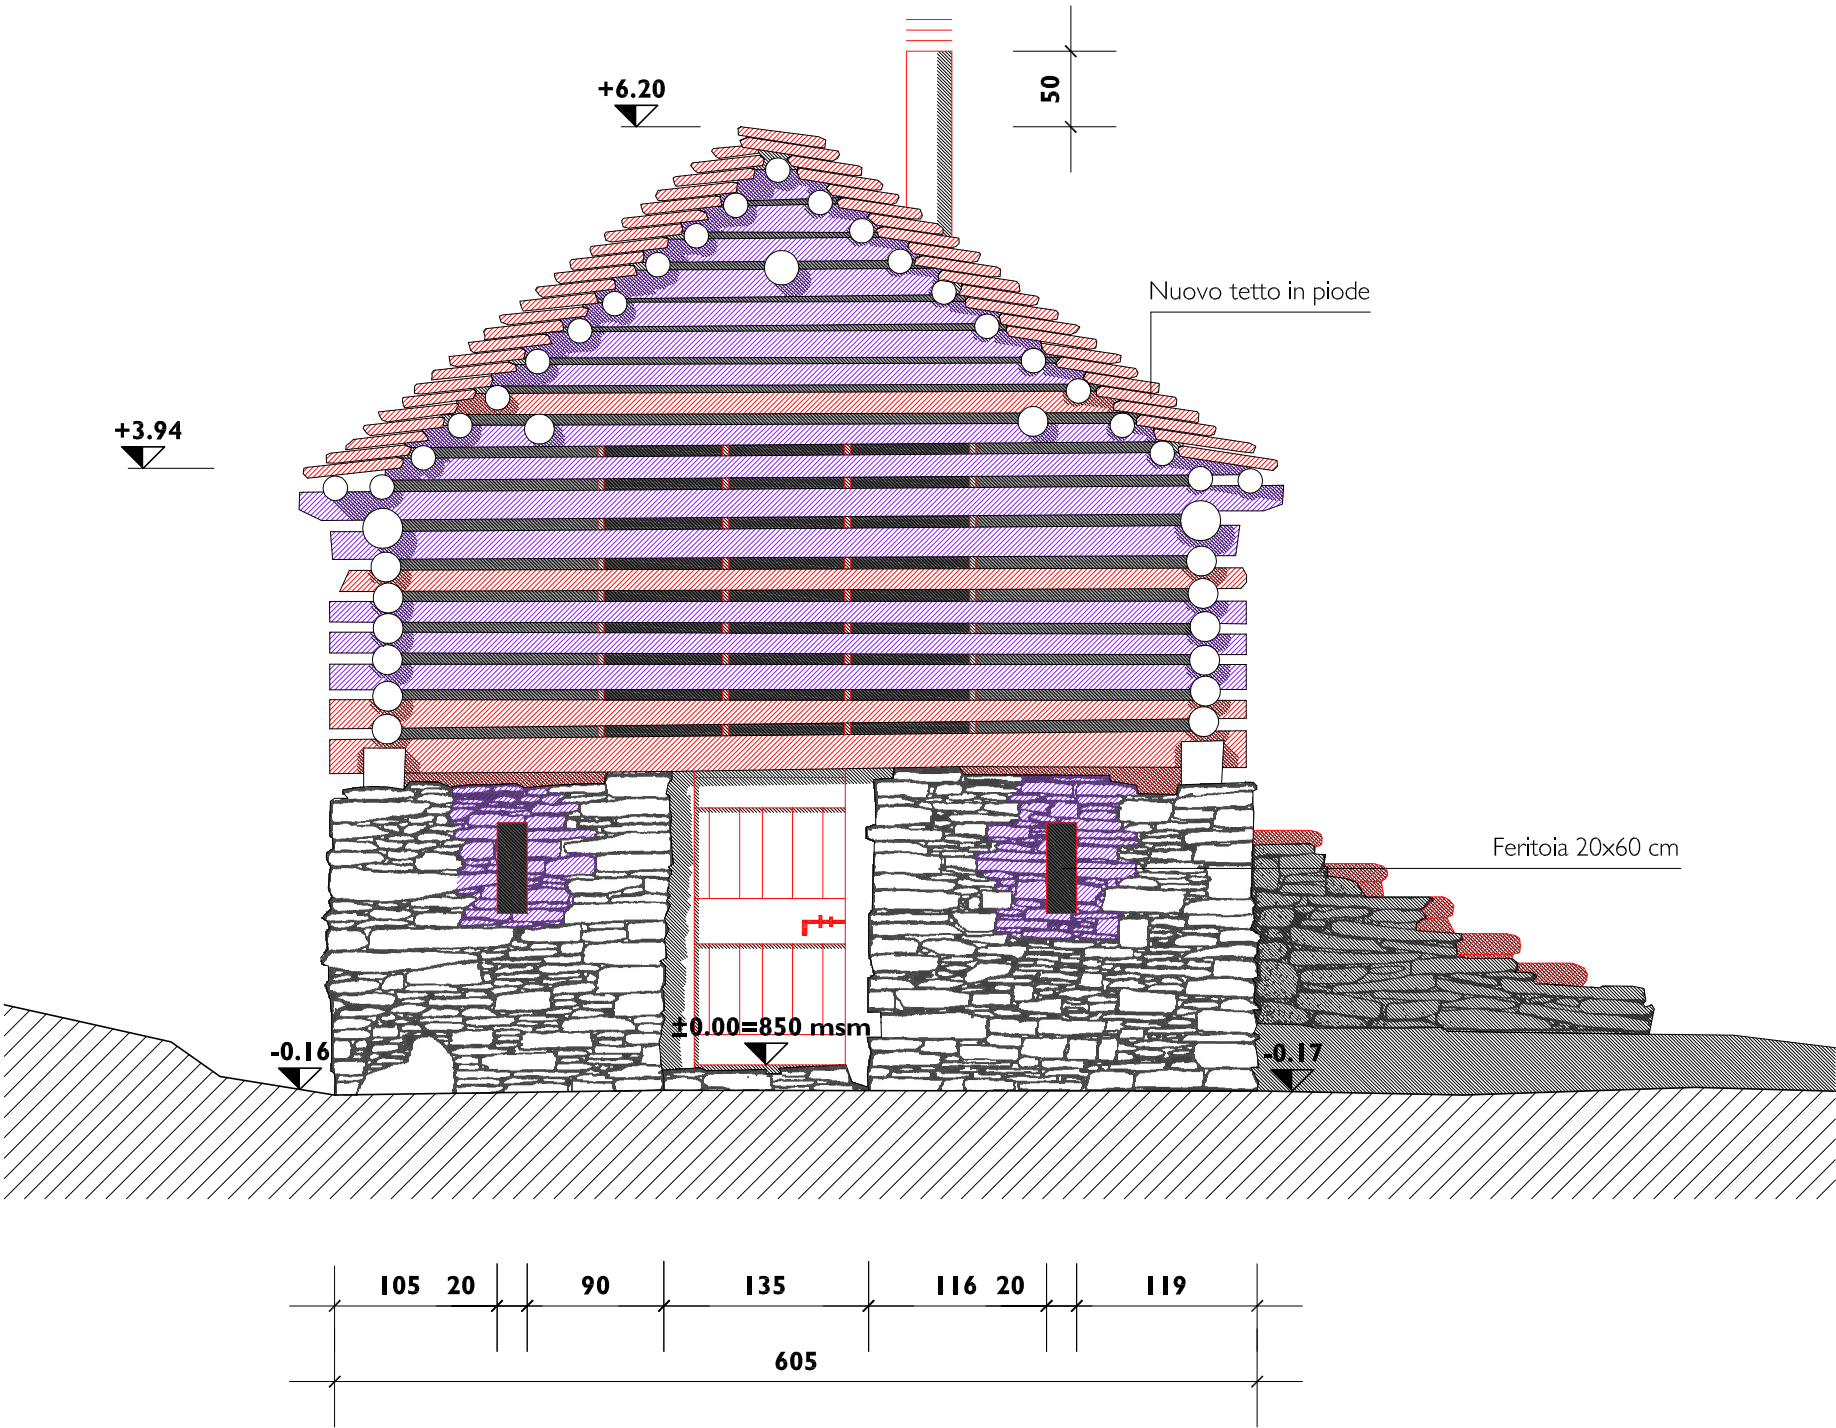 50
+6.20
Nuovo tetto in piode
+3.94
Feritoia 20x60 cm
±0.00=850 msm
-0.16
-0.17
105 20 90 135 116 20 119
605